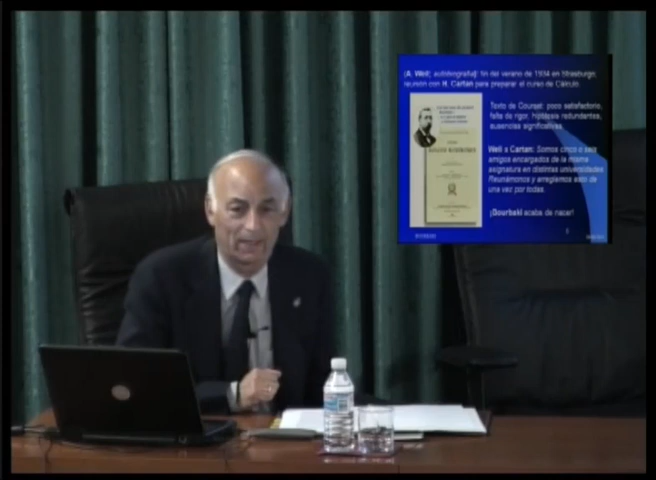 (A. Weil; autobiografía): fin del verano de 1934 en Strasburgo;
reunión con H. Cartan para preparar el curso de Cálculo.
Texto de Goursat: poco satisfactorio,
falta de rigor, hipótesis redundantes,
ausencias significativas.
Weil a Cartan: Somos cinco o seis
amigos encargados de la misma
asignatura en distintas universidades.
Reunámonos y arreglemos esto de
una vez por todas.
¡Bourbaki acaba de nacer!